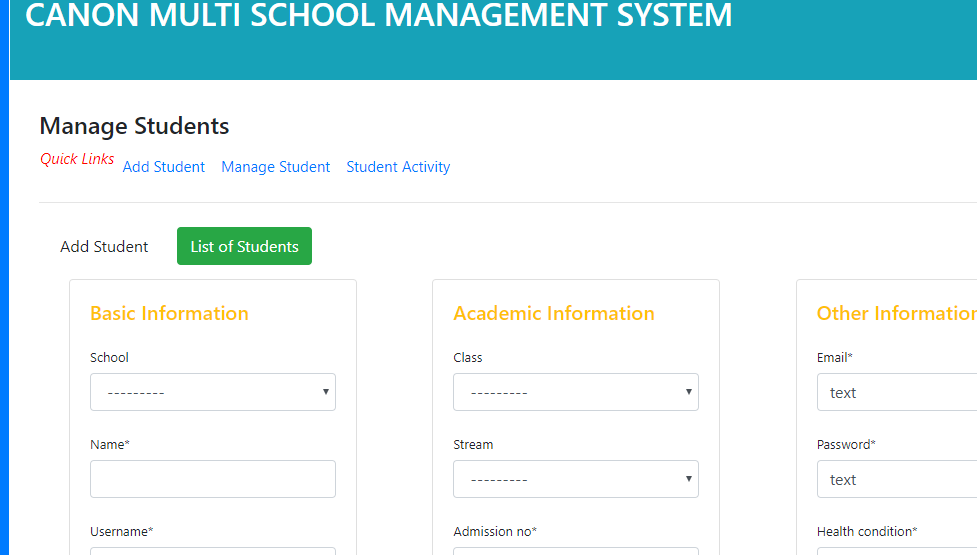 CANON MULTI SCHOOL MANAGEMENT SYSTEM
Manage Students
Quick Links Add Student Manage Student Student Activity
Add Student List of Students
Basic Information
School
---------
Name*
Username*
Academic Information
Class
---------
Stream
---------
Admission no*
Other Information
Email*
text
Password*
text
Health condition*